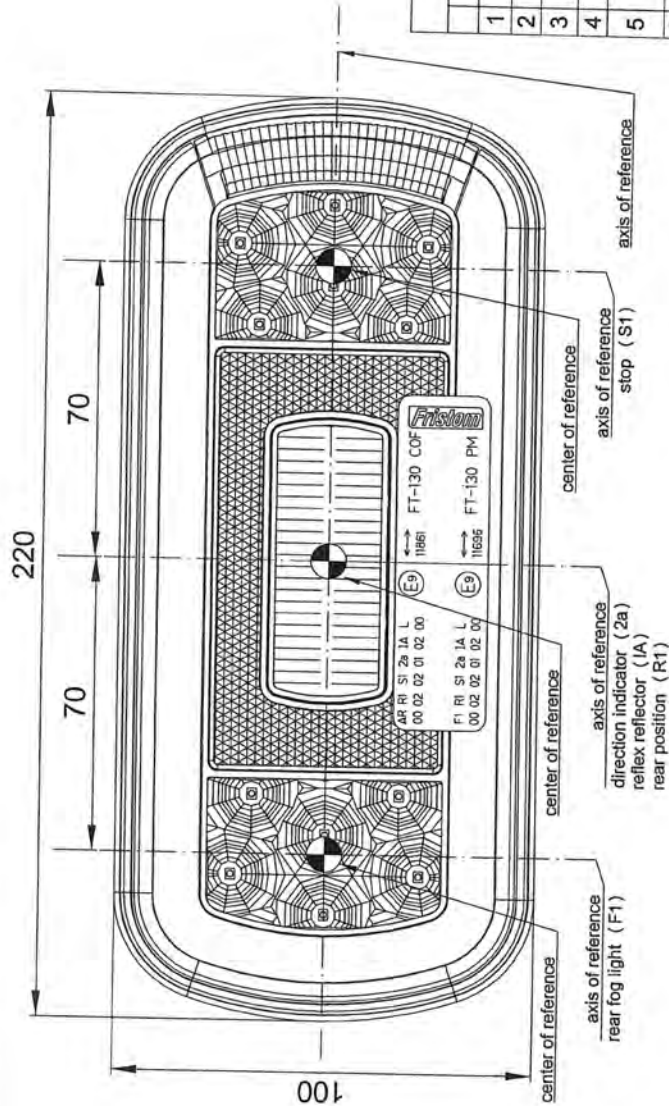 220
70
70
100
AR R1 S1 2a 1A L
00 02 02 01 02 00
E9
11861
FT-130 COF
F1 R1 S1 2a 1A L
00 02 02 01 02 00
E9
11696
FT-130 PM
Fristom
center of reference
axis of reference
rear fog light (F1)
center of reference
axis of reference
direction indicator (2a)
reflex reflector (IA)
rear position (R1)
center of reference
axis of reference
stop (S1)
axis of reference
1
2
3
4
5